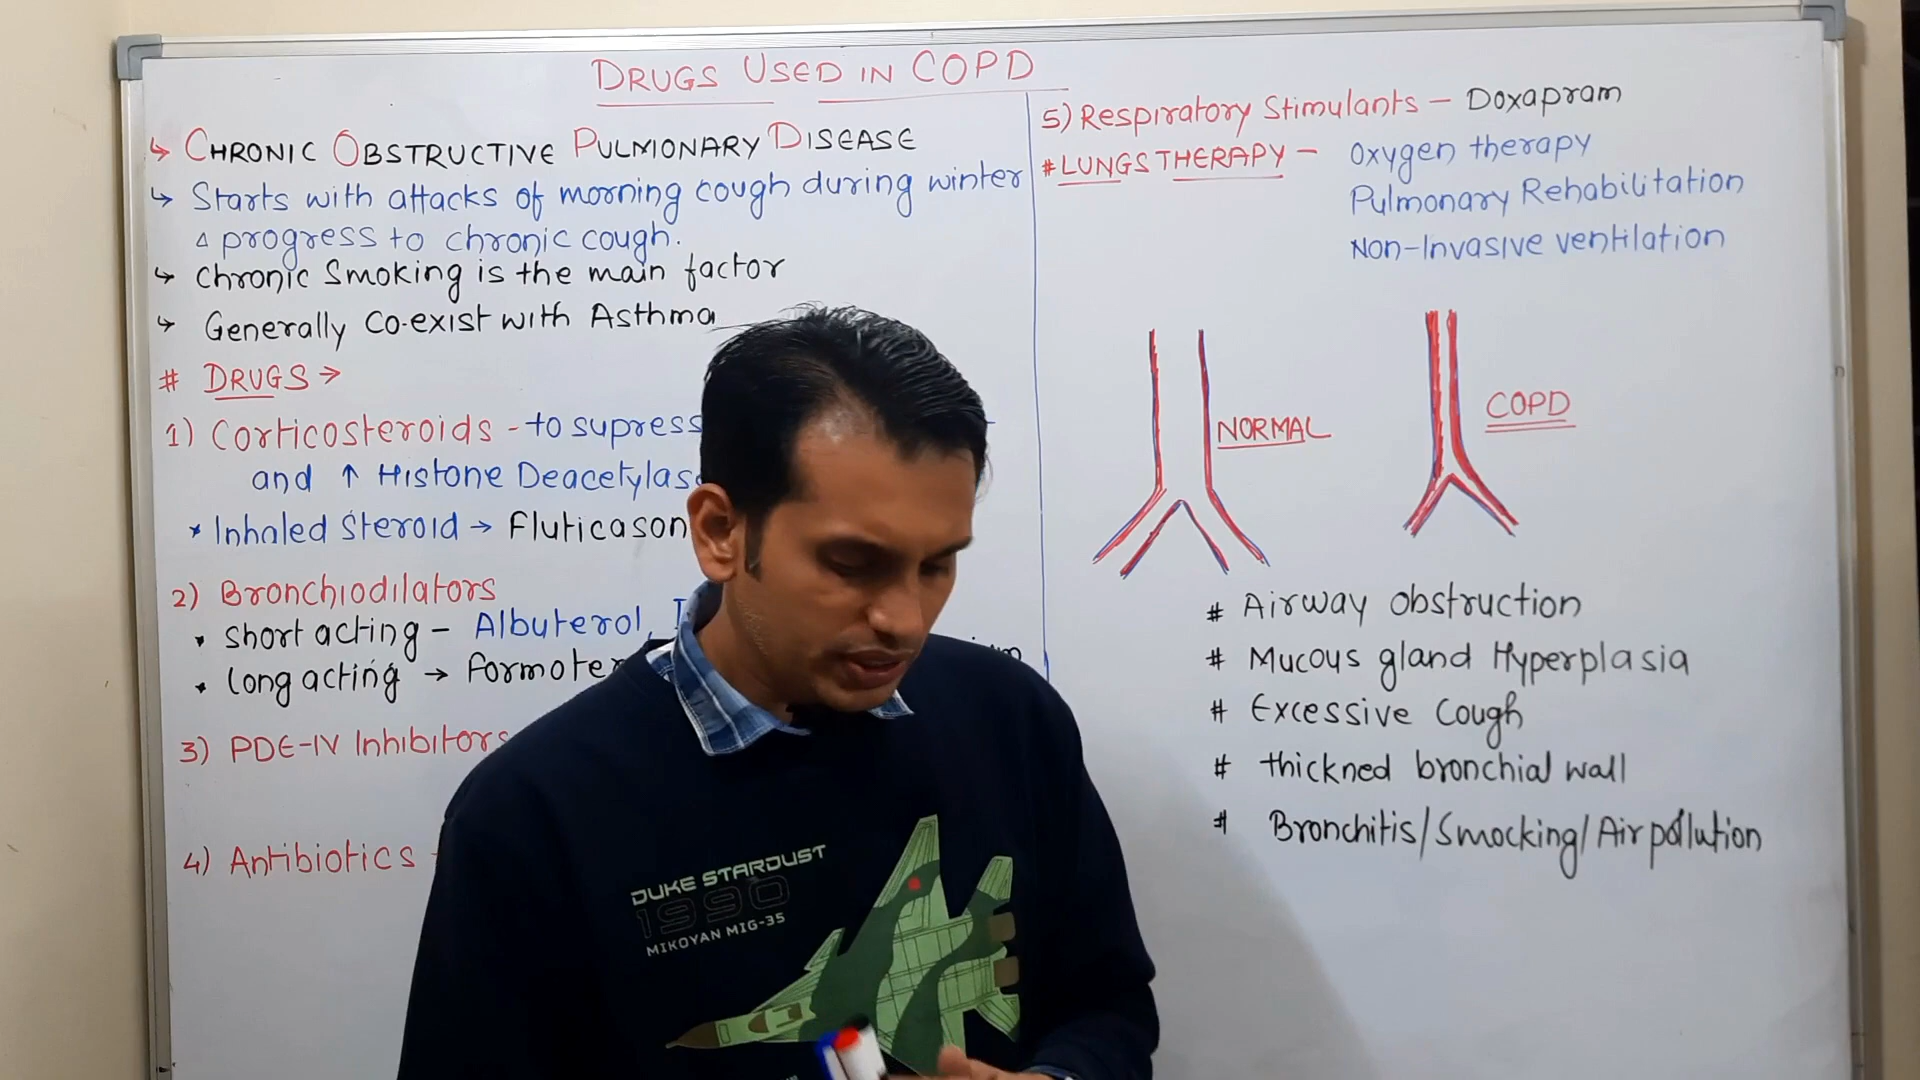 DRUGS USED IN COPD
↳ CHRONIC OBSTRUCTIVE PULMONARY DISEASE
↳ Starts with attacks of morning cough during winter
& progress to chronic cough.
↳ Chronic Smoking is the main factor
↳ Generally Co-exist with Asthma
# DRUGS →
1) Corticosteroids - to supress
and ↑ Histone
* Inhaled Steroid →
2) Bronchiodilators
• short acting - Albuterol,
• long acting →
3) PDE-IV Inhibitors
4) Antibiotics -
5) Respiratory Stimulants - Doxapram
# LUNGS THERAPY - Oxygen therapy
Pulmonary Rehabilitation
Non-Invasive ventilation
NORMAL
COPD
# Airway obstruction
# Mucous gland Hyperplasia
# Excessive Cough
# thickned bronchial wall
# Bronchitis/Smocking/Air pollution
DUKE STARDUST
1990
MIKOYAN MIG-35